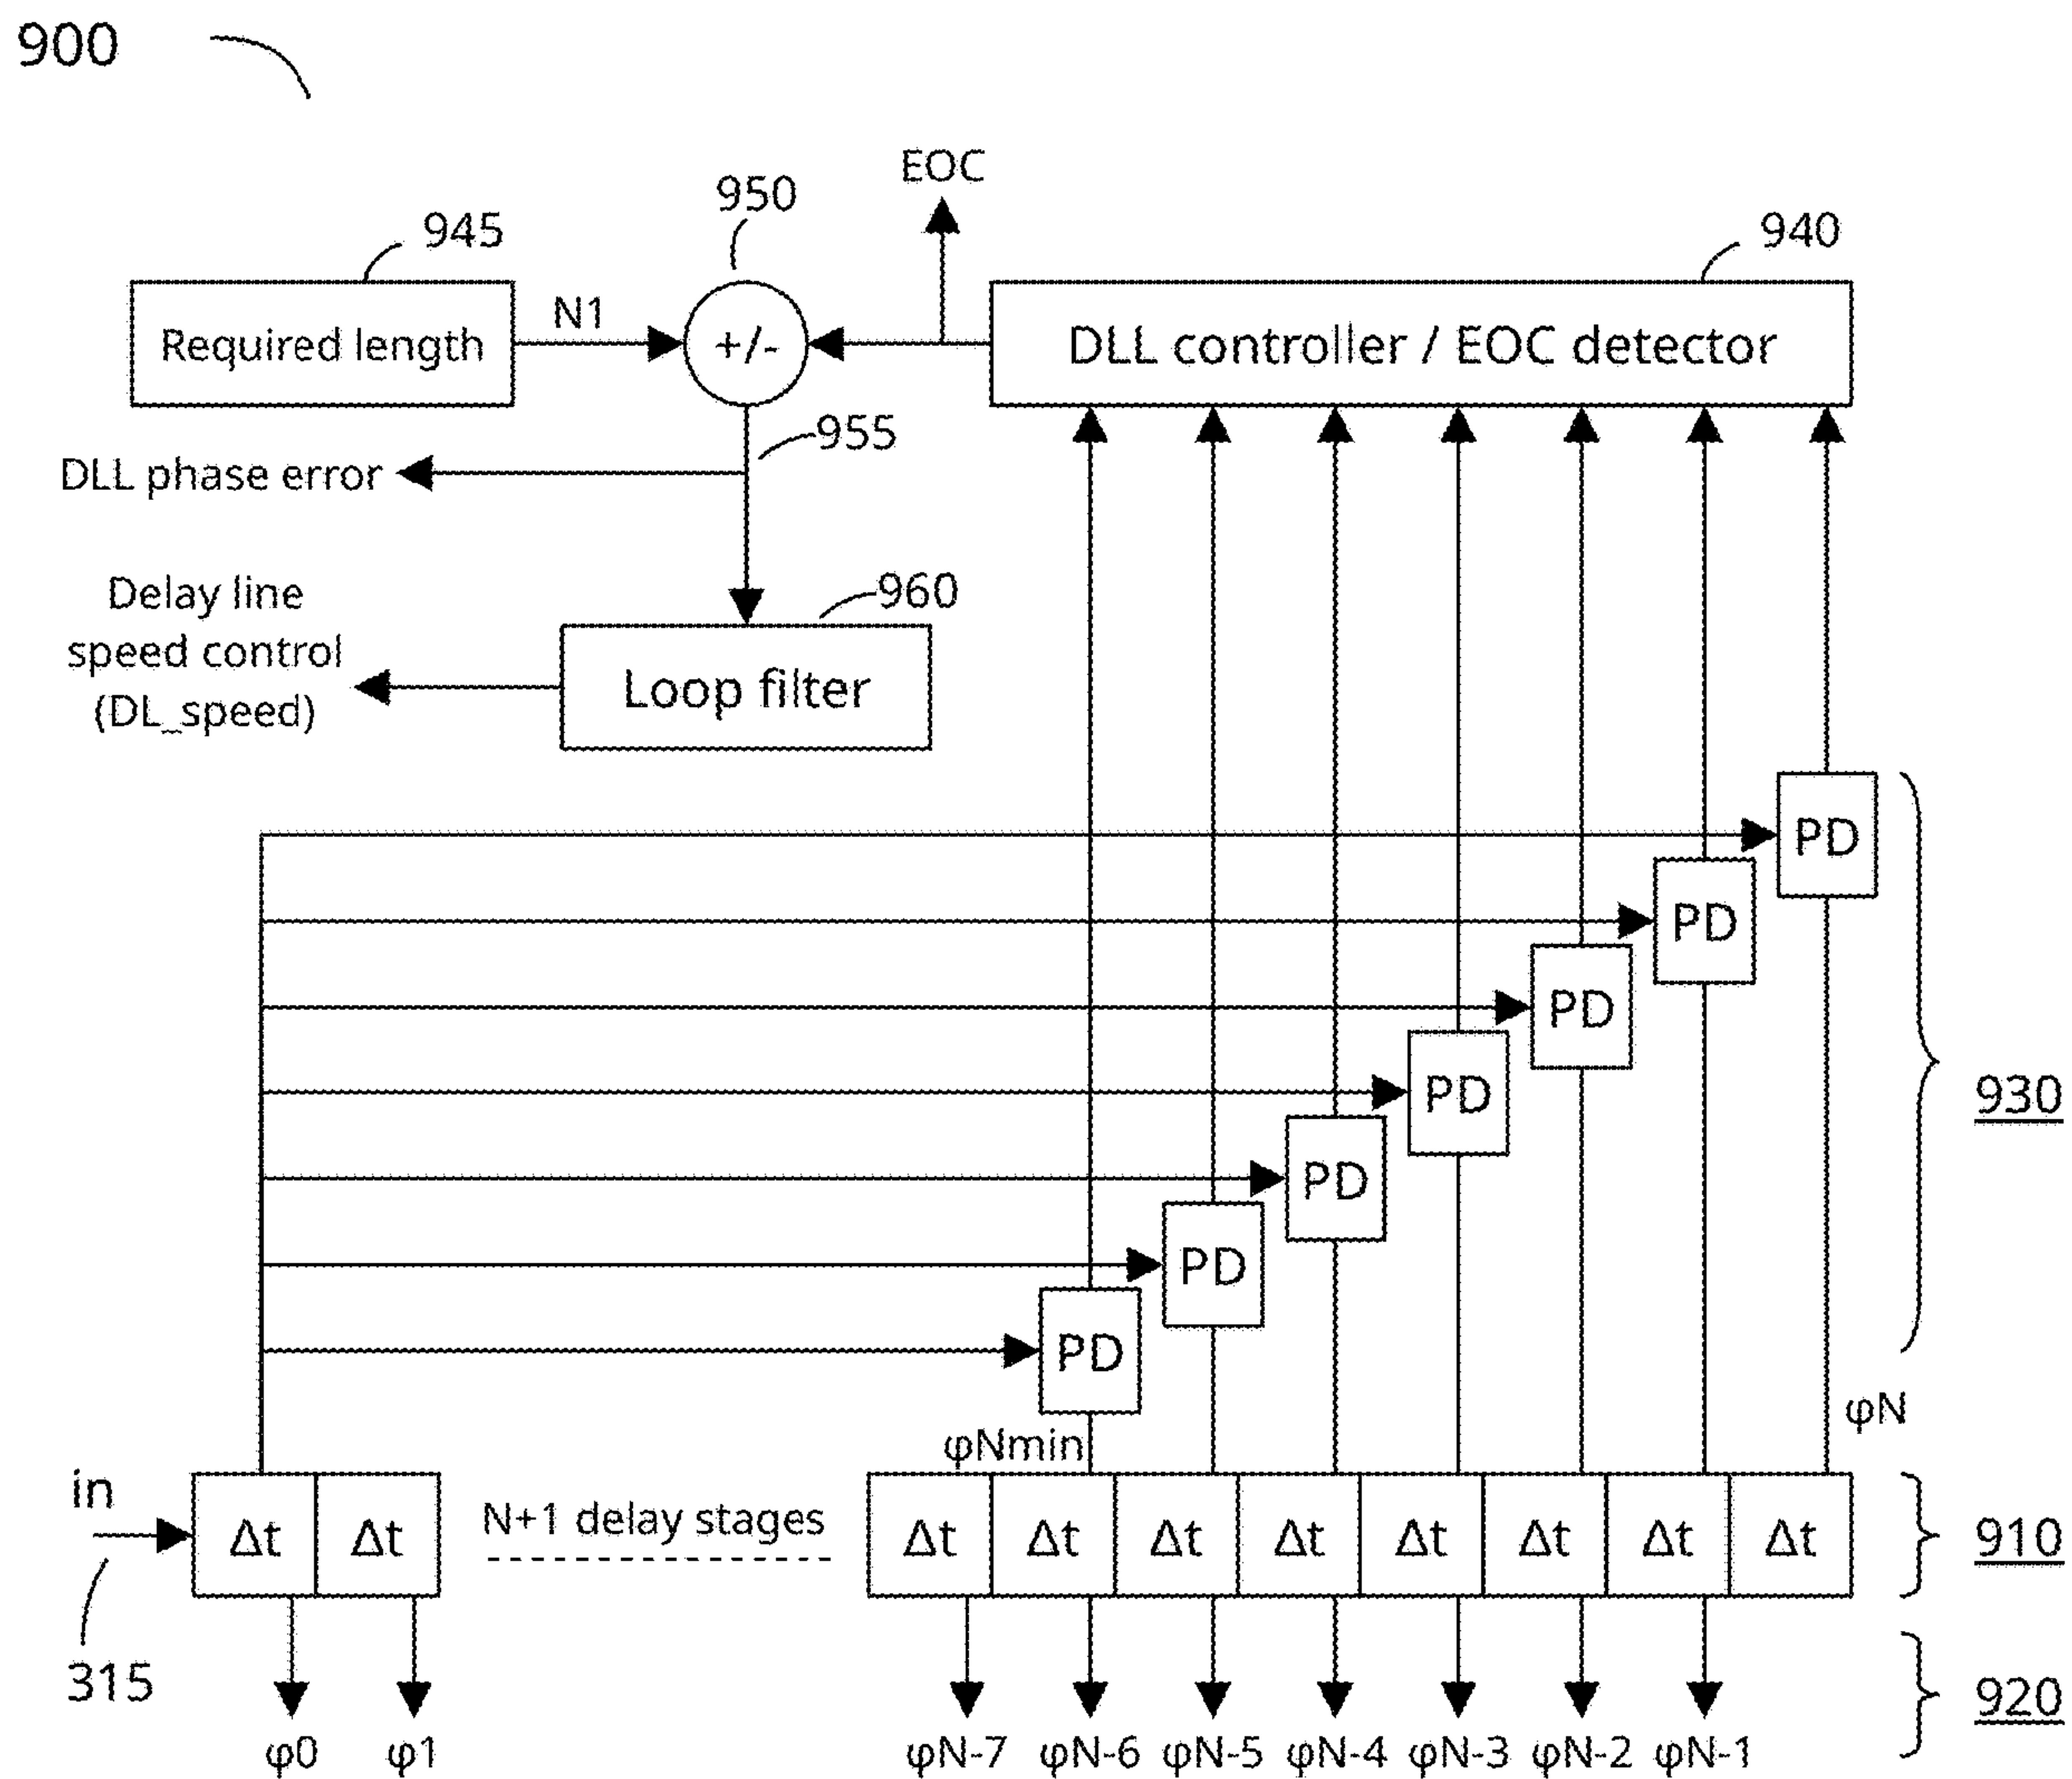 900
EOC
950
945
940
Required length
N1
+/-
DLL controller / EOC detector
955
DLL phase error
Delay line
speed control
(DL_speed)
960
Loop filter
PD
PD
PD
PD
PD
PD
PD
930
φN
φNmin
in
Δt
Δt
N+1 delay stages
Δt
Δt
Δt
Δt
Δt
Δt
Δt
Δt
910
315
920
φ0
φ1
φN-7
φN-6
φN-5
φN-4
φN-3
φN-2
φN-1